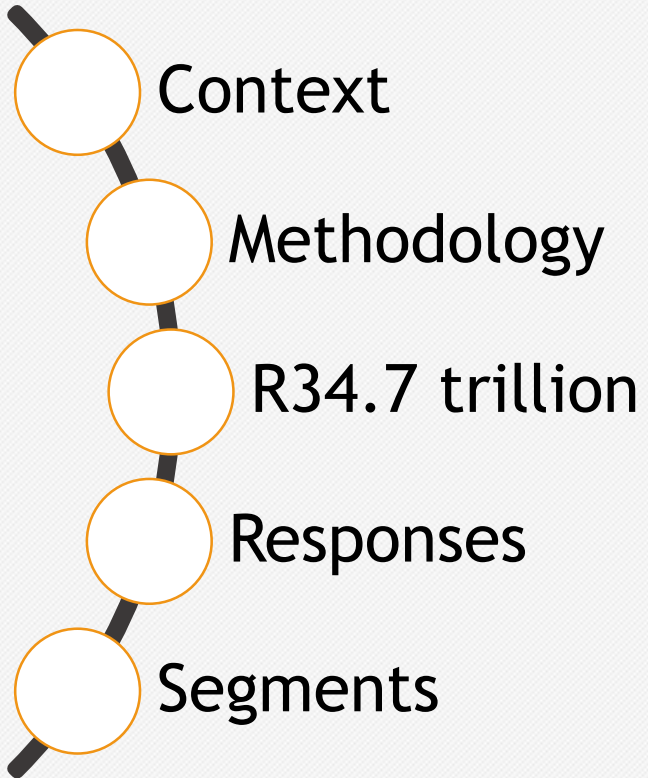 Context
Methodology
R34.7 trillion
Responses
Segments